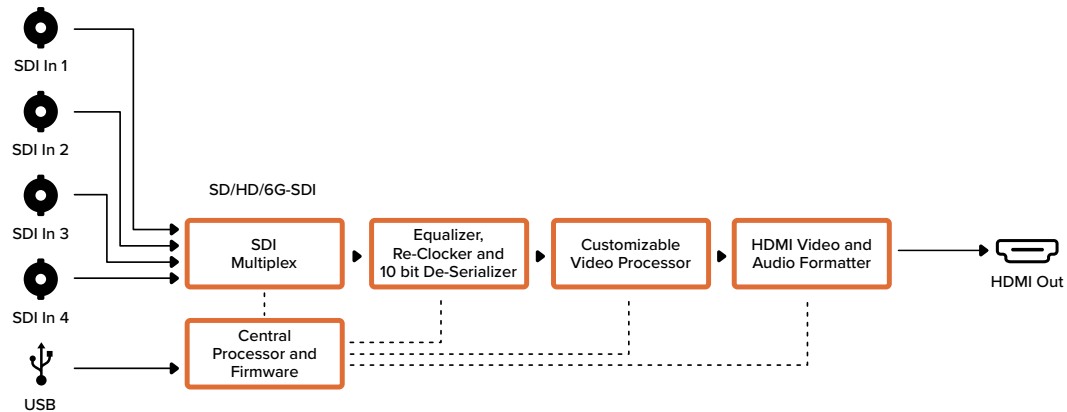 SDI In 1
SDI In 2
SDI In 3
SDI In 4
USB
SD/HD/6G-SDI
SDI
Multiplex
Equalizer,
Re-Clocker and
10 bit De-Serializer
Customizable
Video Processor
HDMI Video and
Audio Formatter
HDMI Out
Central
Processor and
Firmware